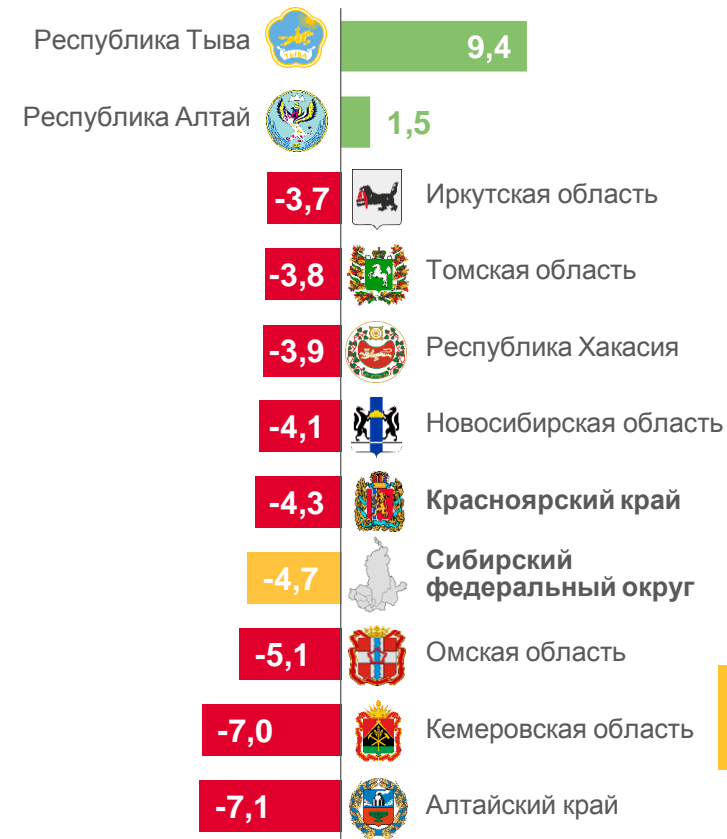 Республика Тыва
ТЫВА
9,4
Республика Алтай
1,5
-3,7
Иркутская область
-3,8
Томская область
-3,9
Республика Хакасия
-4,1
Новосибирская область
-4,3
Красноярский край
-4,7
Сибирский
федеральный округ
-5,1
Омская область
-7,0
Кемеровская область
-7,1
Алтайский край